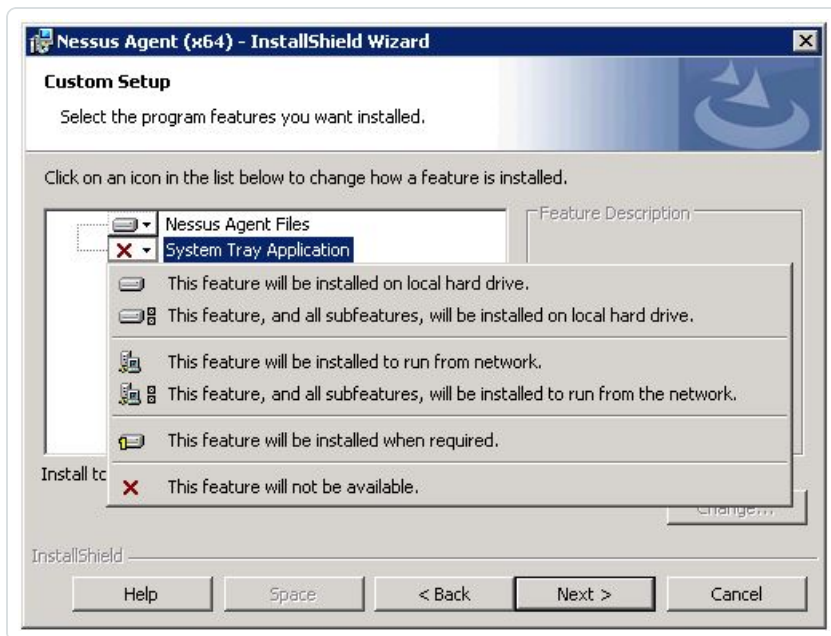 Nessus Agent (x64) - InstallShield Wizard
Custom Setup
Select the program features you want installed.
Click on an icon in the list below to change how a feature is installed.
Nessus Agent Files
Feature Description
System Tray Application
This feature will be installed on local hard drive.
This feature, and all subfeatures, will be installed on local hard drive.
This feature will be installed to run from network.
This feature, and all subfeatures, will be installed to run from the network.
This feature will be installed when required.
Install to
This feature will not be available.
Change...
InstallShield
Help
Space
< Back
Next >
Cancel